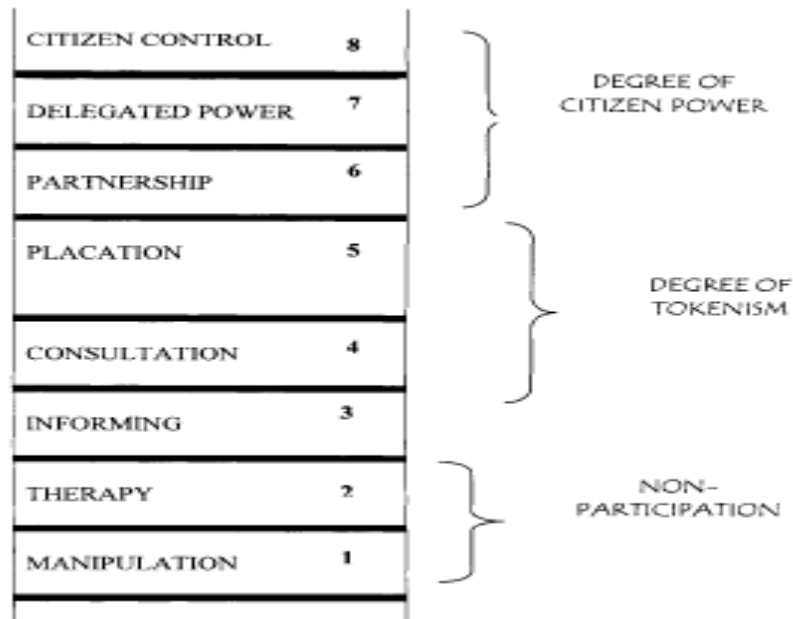 CITIZEN CONTROL 8
DELEGATED POWER 7
PARTNERSHIP 6
PLACATION 5
CONSULTATION 4
INFORMING 3
THERAPY 2
MANIPULATION 1
DEGREE OF
CITIZEN POWER
DEGREE OF
TOKENISM
NON-
PARTICIPATION